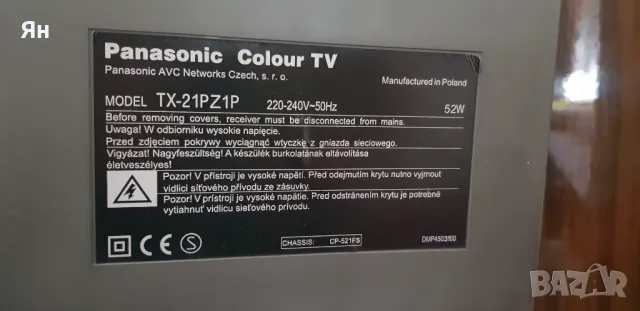 Ян
Panasonic Colour TV
Panasonic AVC Networks Czech, s. r. o.
Manufactured in Poland
MODEL TX-21PZ1P 220-240V~50Hz 52W
Before removing covers, receiver must be disconnected from mains.
Uwaga! W odborniku wysokie napięcie.
Przed zdjęciem pokrywy wyciągnąć wtyczkę z gniazda sieciowego.
Vigyázat! Nagyfeszültség! A készülék burkolatának eltávolítása
életveszélyes!
Pozor! V přístroji je vysoké napětí. Před odejmutím krytu nutno vyjmout
vidlici síťového přívodu ze zásuvky.
Pozor! V prístroji je vysoké napätie. Pred odstránením krytu je potrebné
vytiahnuť vidlicu sieťového prívodu.
CE S
CHASSIS: CP-521FS
DMP4503f00
BAZAR